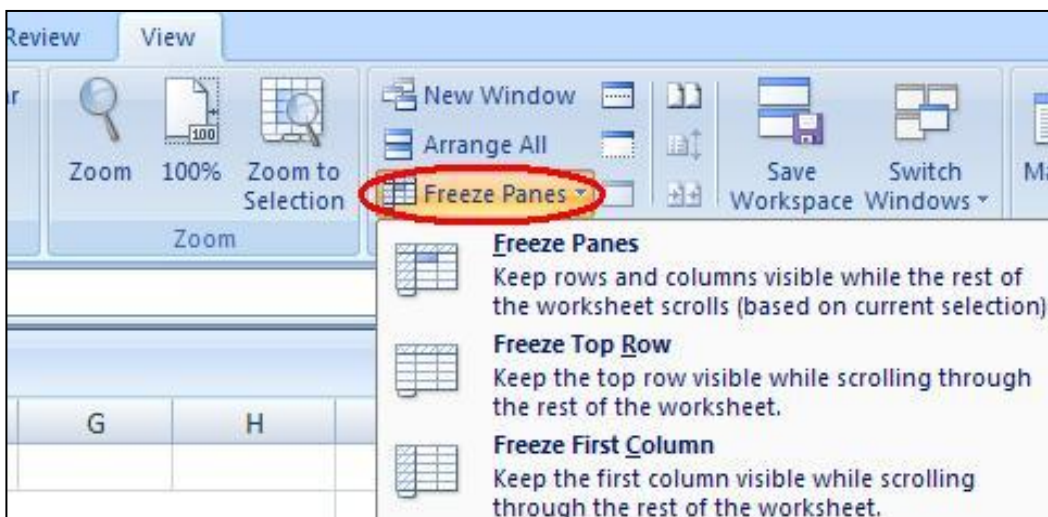 Review View
New Window
Arrange All
Freeze Panes
Zoom 100% Zoom to Selection
Save Workspace
Switch Windows
Zoom
Freeze Panes
Keep rows and columns visible while the rest of
the worksheet scrolls (based on current selection)
Freeze Top Row
Keep the top row visible while scrolling through
the rest of the worksheet.
Freeze First Column
Keep the first column visible while scrolling
through the rest of the worksheet.
G H
100